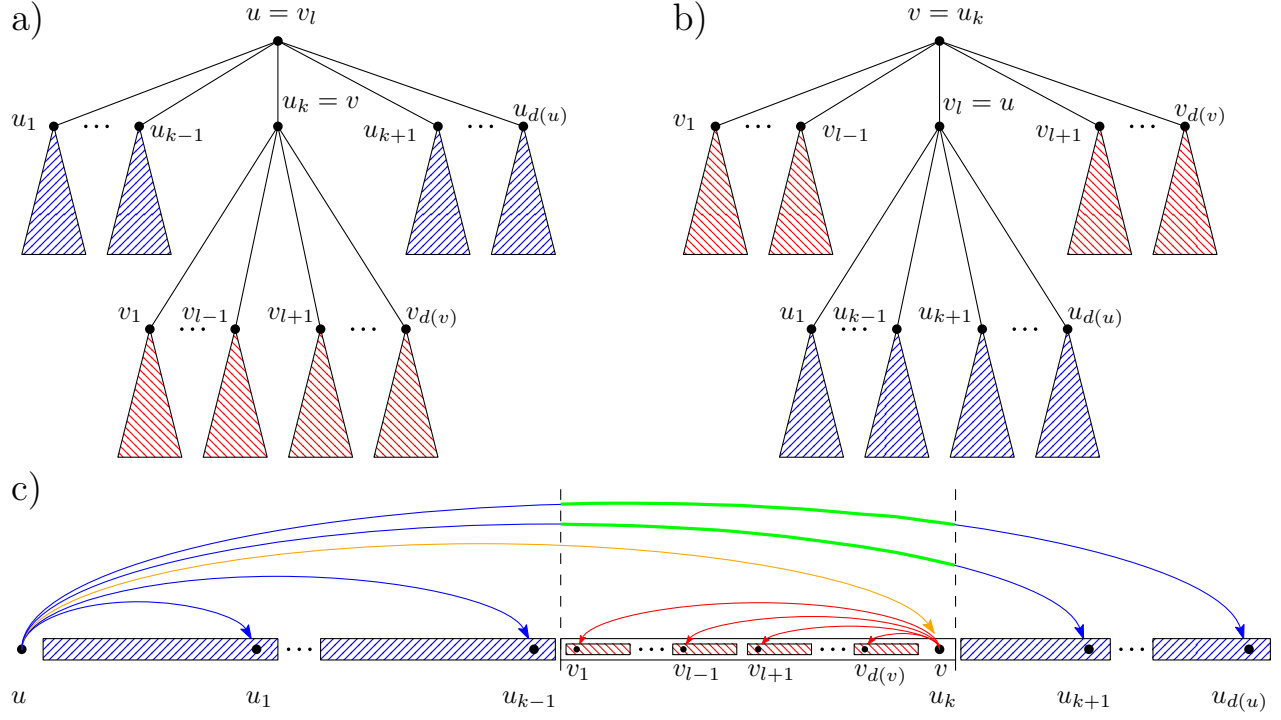 a) u = v_l b) v = u_k
u_1 ··· u_{k-1} u_k = v u_{k+1} ··· u_{d(u)} v_1 ··· v_{l-1} v_l = u v_{l+1} ··· v_{d(v)}
v_1 ··· v_{l-1} v_{l+1} ··· v_{d(v)} u_1 ··· u_{k-1} u_{k+1} ··· u_{d(u)}
c)
··· ··· ··· ···
v_1 v_{l-1} v_{l+1} v_{d(v)} v
u u_1 u_{k-1} u_k u_{k+1} u_{d(u)}